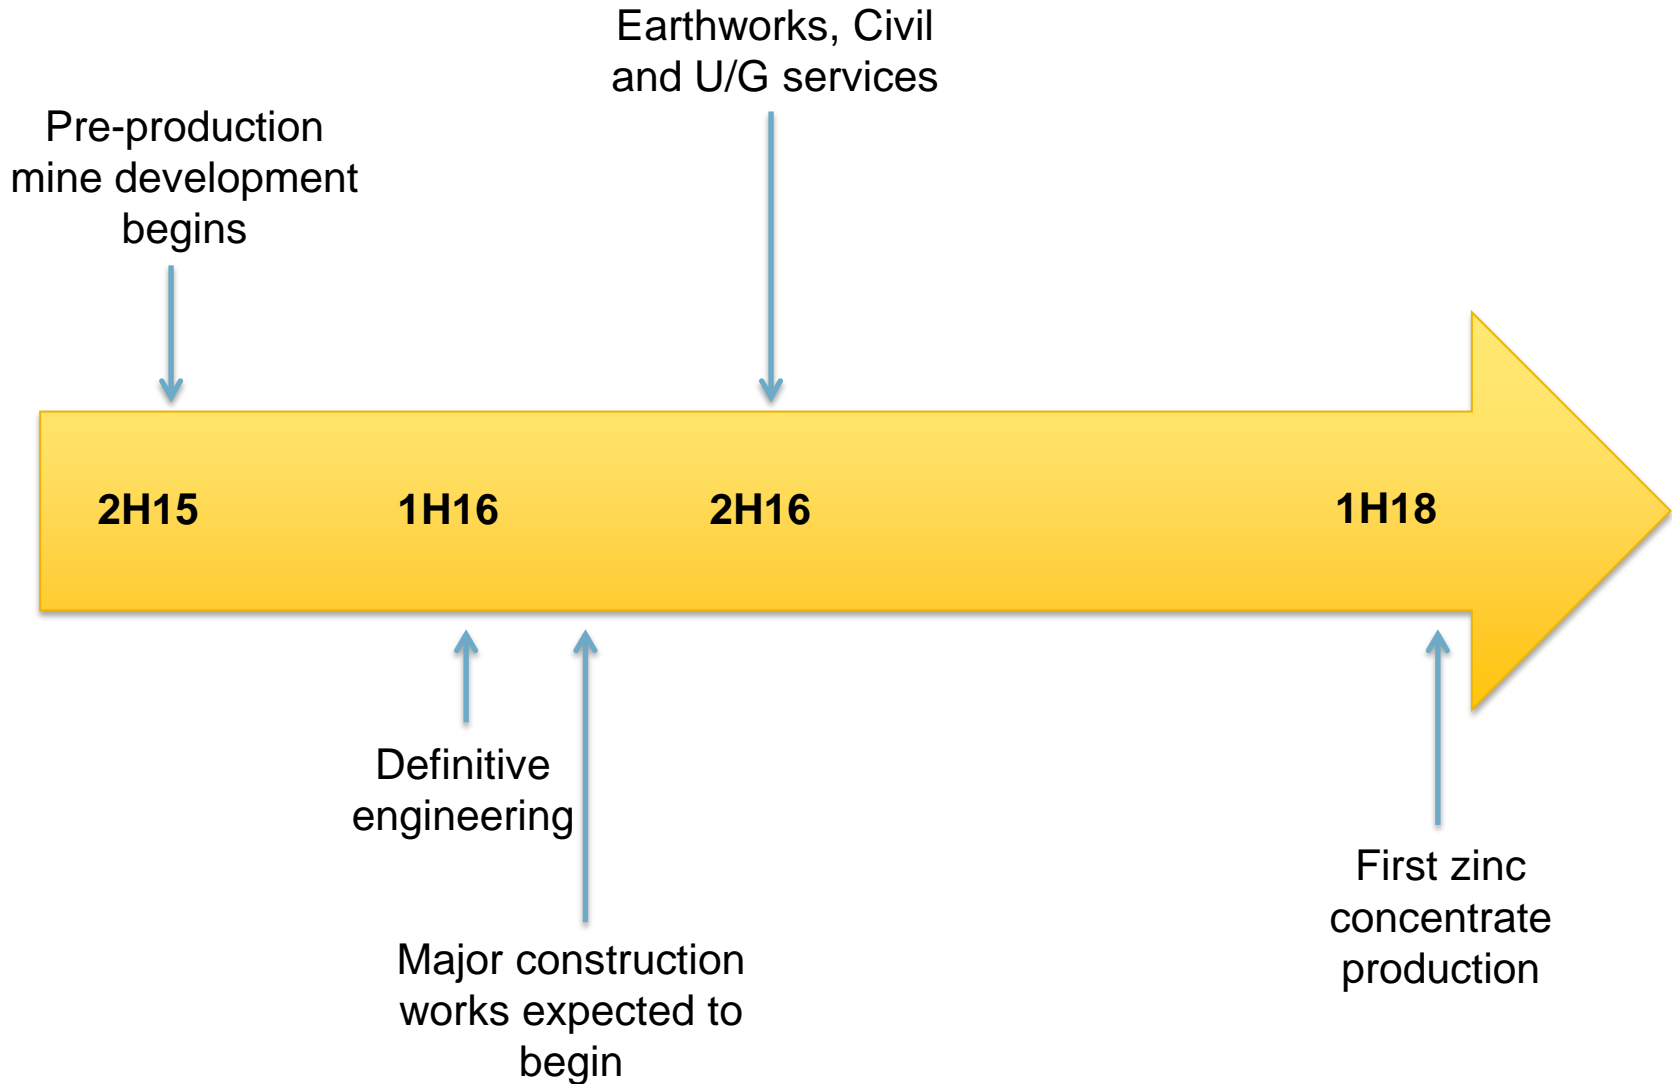 Earthworks, Civil
and U/G services
Pre-production
mine development
begins
2H15
1H16
2H16
1H18
Definitive
engineering
Major construction
works expected to
begin
First zinc
concentrate
production